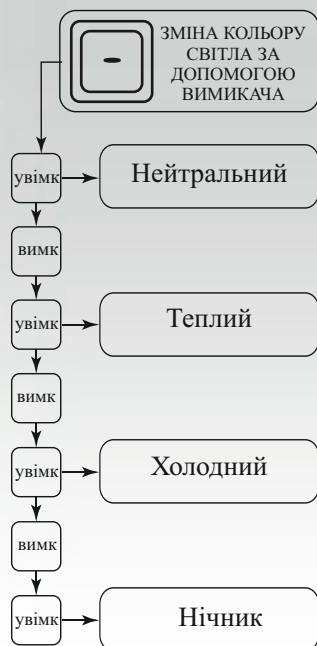 ЗМІНА КОЛЬОРУ
СВІТЛА ЗА
ДОПОМОГОЮ
ВИМИКАЧА
увімк
Нейтральний
вимк
увімк
Теплий
вимк
увімк
Холодний
вимк
увімк
Нічник